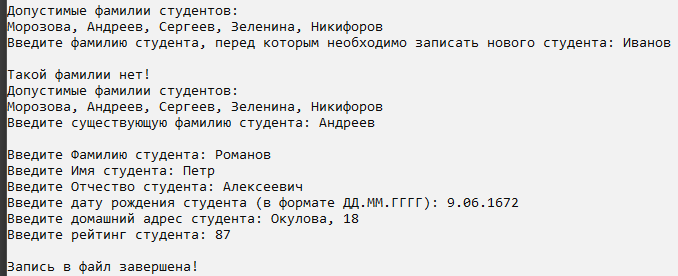 Допустимые фамилии студентов:
Морозова, Андреев, Сергеев, Зеленина, Никифоров
Введите фамилию студента, перед которым необходимо записать нового студента: Иванов
Такой фамилии нет!
Допустимые фамилии студентов:
Морозова, Андреев, Сергеев, Зеленина, Никифоров
Введите существующую фамилию студента: Андреев
Введите Фамилию студента: Романов
Введите Имя студента: Петр
Введите Отчество студента: Алексеевич
Введите дату рождения студента (в формате ДД.ММ.ГГГГ): 9.06.1672
Введите домашний адрес студента: Окулова, 18
Введите рейтинг студента: 87
Запись в файл завершена!